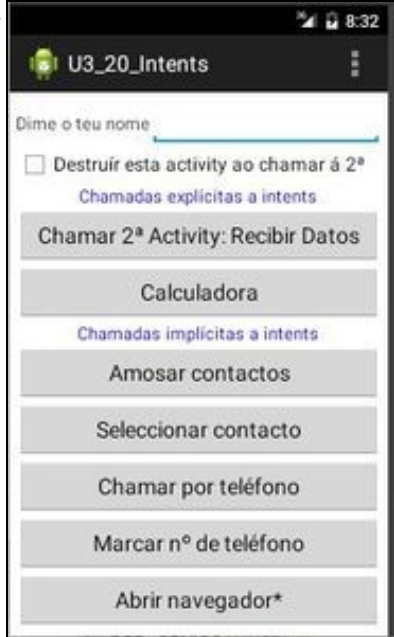 8:32
U3_20_Intents
Dime o teu nome
Destruír esta activity ao chamar á 2ª
Chamadas explícitas a intents
Chamar 2ª Activity: Recibir Datos
Calculadora
Chamadas implícitas a intents
Amosar contactos
Seleccionar contacto
Chamar por teléfono
Marcar nº de teléfono
Abrir navegador*